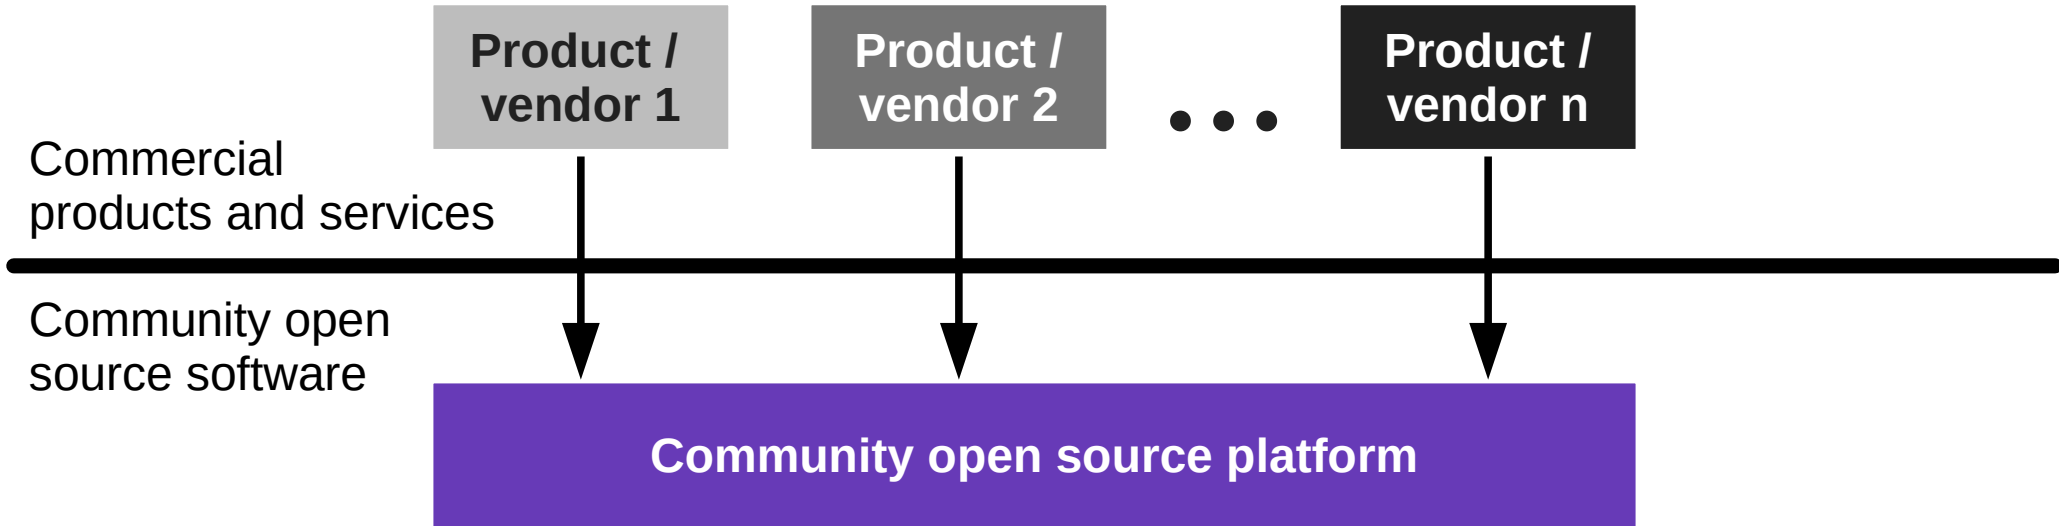 Product /
vendor 1
Product /
vendor 2
Product /
vendor n
Commercial
products and services
Community open
source software
Community open source platform